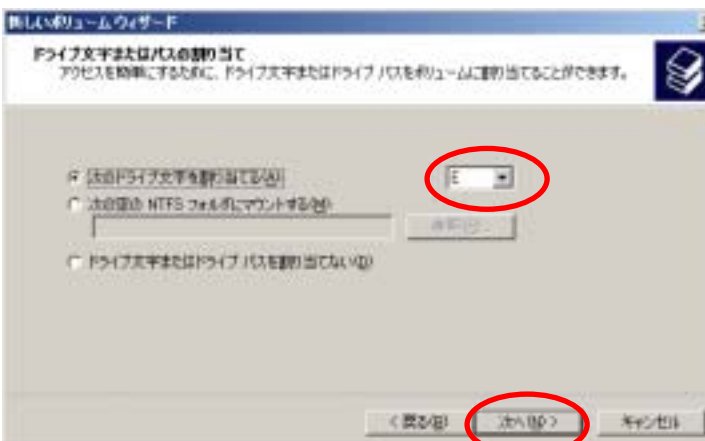 新しいボリューム ウィザード
ドライブ文字またはパスの割り当て
アクセスを簡単にするために、ドライブ文字またはドライブ パスをボリュームに割り当てることができます。
次のドライブ文字を割り当てる(A)
E
次の空の NTFS フォルダにマウントする(M)
参照(R)...
ドライブ文字またはドライブ パスを割り当てない(D)
< 戻る(B)
次へ(N) >
キャンセル